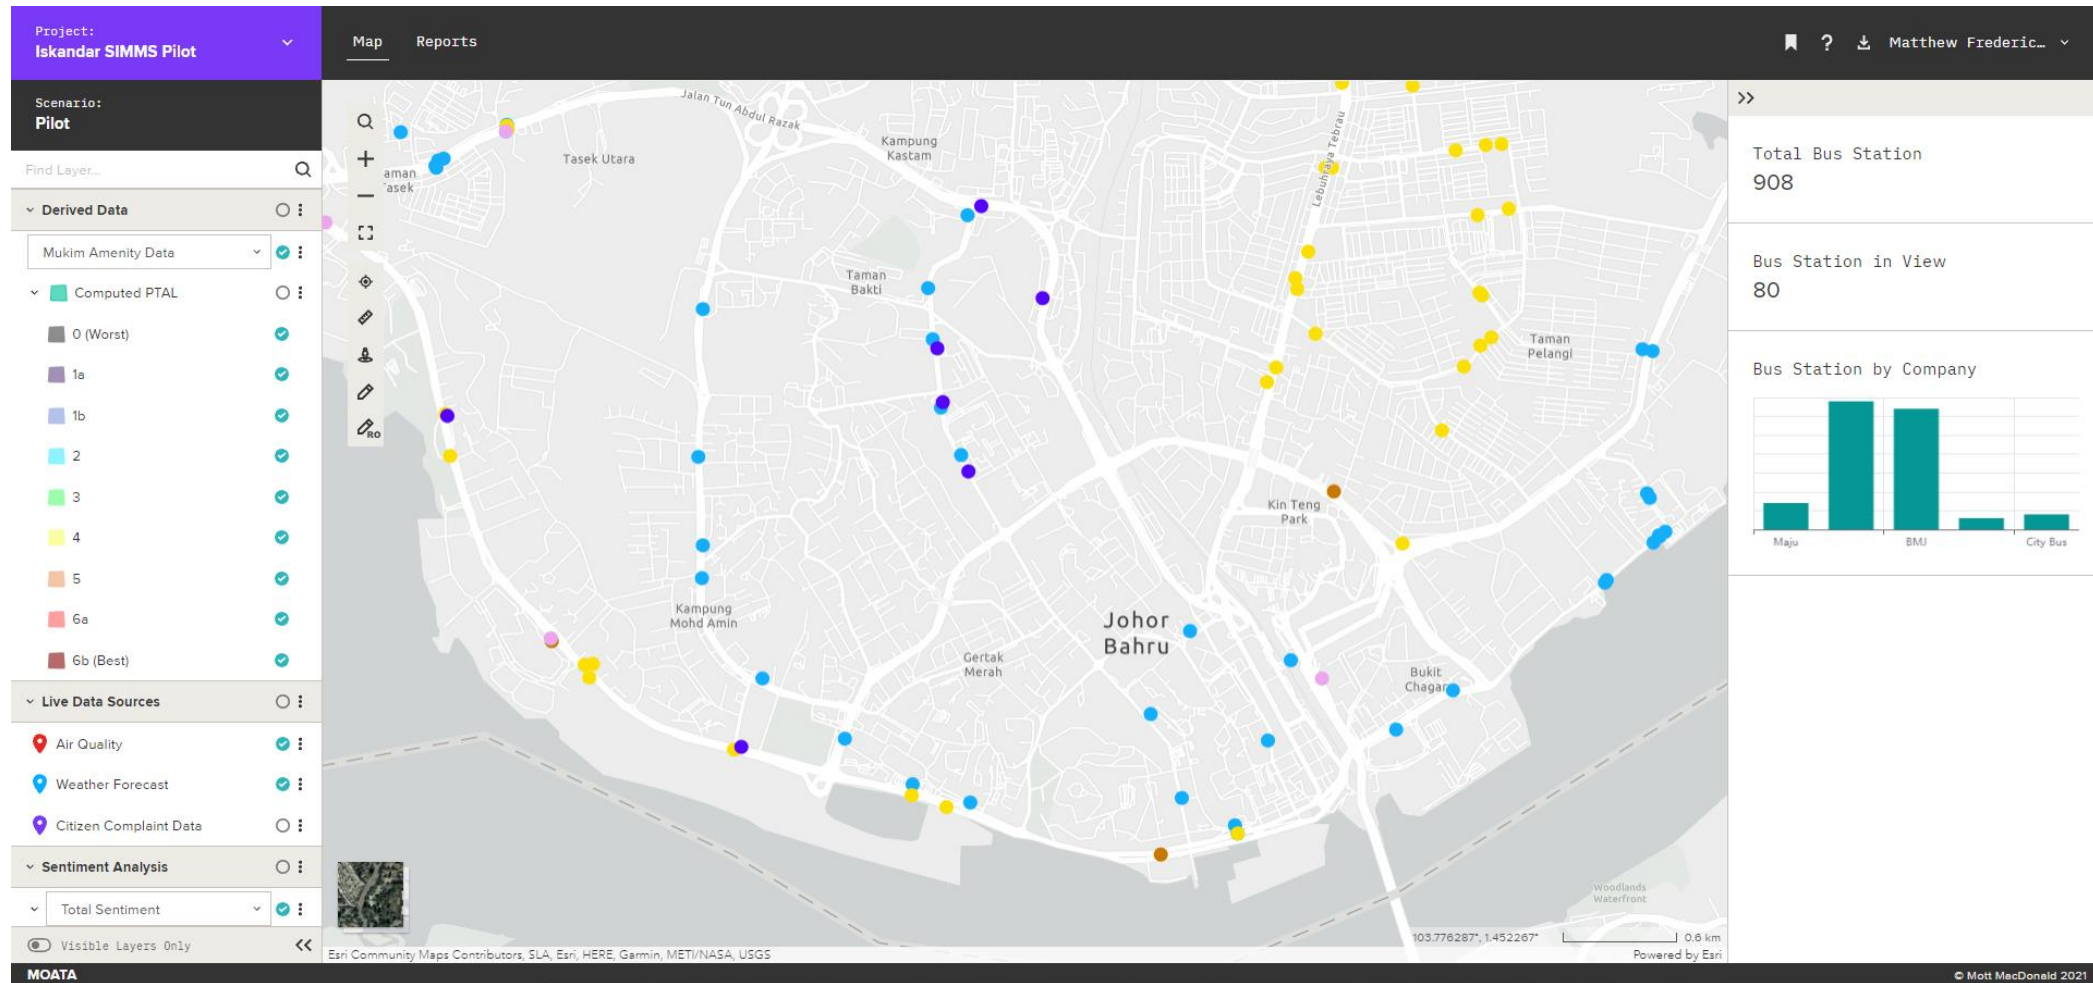 Project:
Iskandar SIMMS Pilot
Map
Reports
?
Matthew Frederic…
Scenario:
Pilot
Find Layer...
Derived Data
Mukim Amenity Data
Computed PTAL
0 (Worst)
1a
1b
2
3
4
5
6a
6b (Best)
Live Data Sources
Air Quality
Weather Forecast
Citizen Complaint Data
Sentiment Analysis
Total Sentiment
Visible Layers Only
MOATA
RO
Jalan Tun Abdul Razak
Tasek Utara
Kampung
Kastam
Lebuhraya Tebrau
aman
asek
Taman
Bakti
Taman
Pelangi
Kin Teng
Park
Kampung
Mohd Amin
Johor
Bahru
Gertak
Merah
Bukit
Chagar
Woodlands
Waterfront
103.776287°, 1.452267°
0.6 km
Esri Community Maps Contributors, SLA, Esri, HERE, Garmin, METI/NASA, USGS
Powered by Esri
Total Bus Station
908
Bus Station in View
80
Bus Station by Company
Maju
BMJ
City Bus
© Mott MacDonald 2021